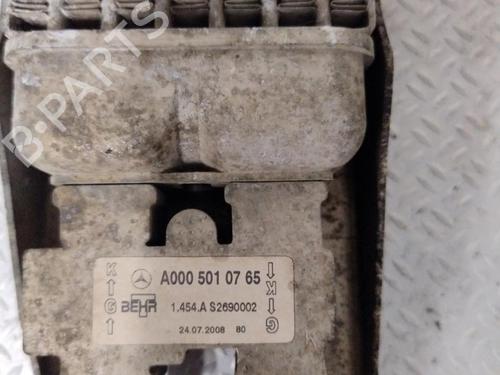 B-PARTS
A000 501 07 65
BEHR 1.454.A S2690002
24.07.2008 80
K
G
K
G